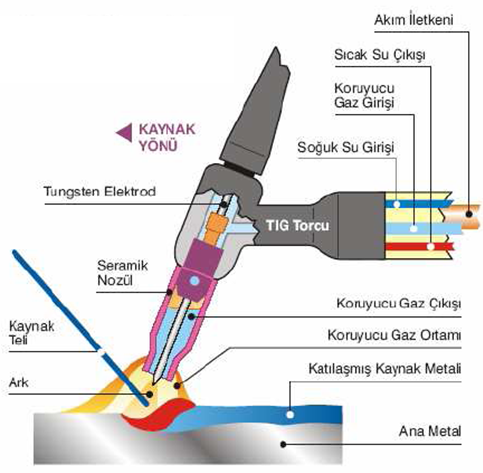 Akım İletkeni
Sıcak Su Çıkışı
Koruyucu
Gaz Girişi
Soğuk Su Girişi
KAYNAK
YÖNÜ
Tungsten Elektrod
TIG Torcu
Seramik
Nozül
Koruyucu Gaz Çıkışı
Kaynak
Teli
Koruyucu Gaz Ortamı
Katılaşmış Kaynak Metali
Ark
Ana Metal